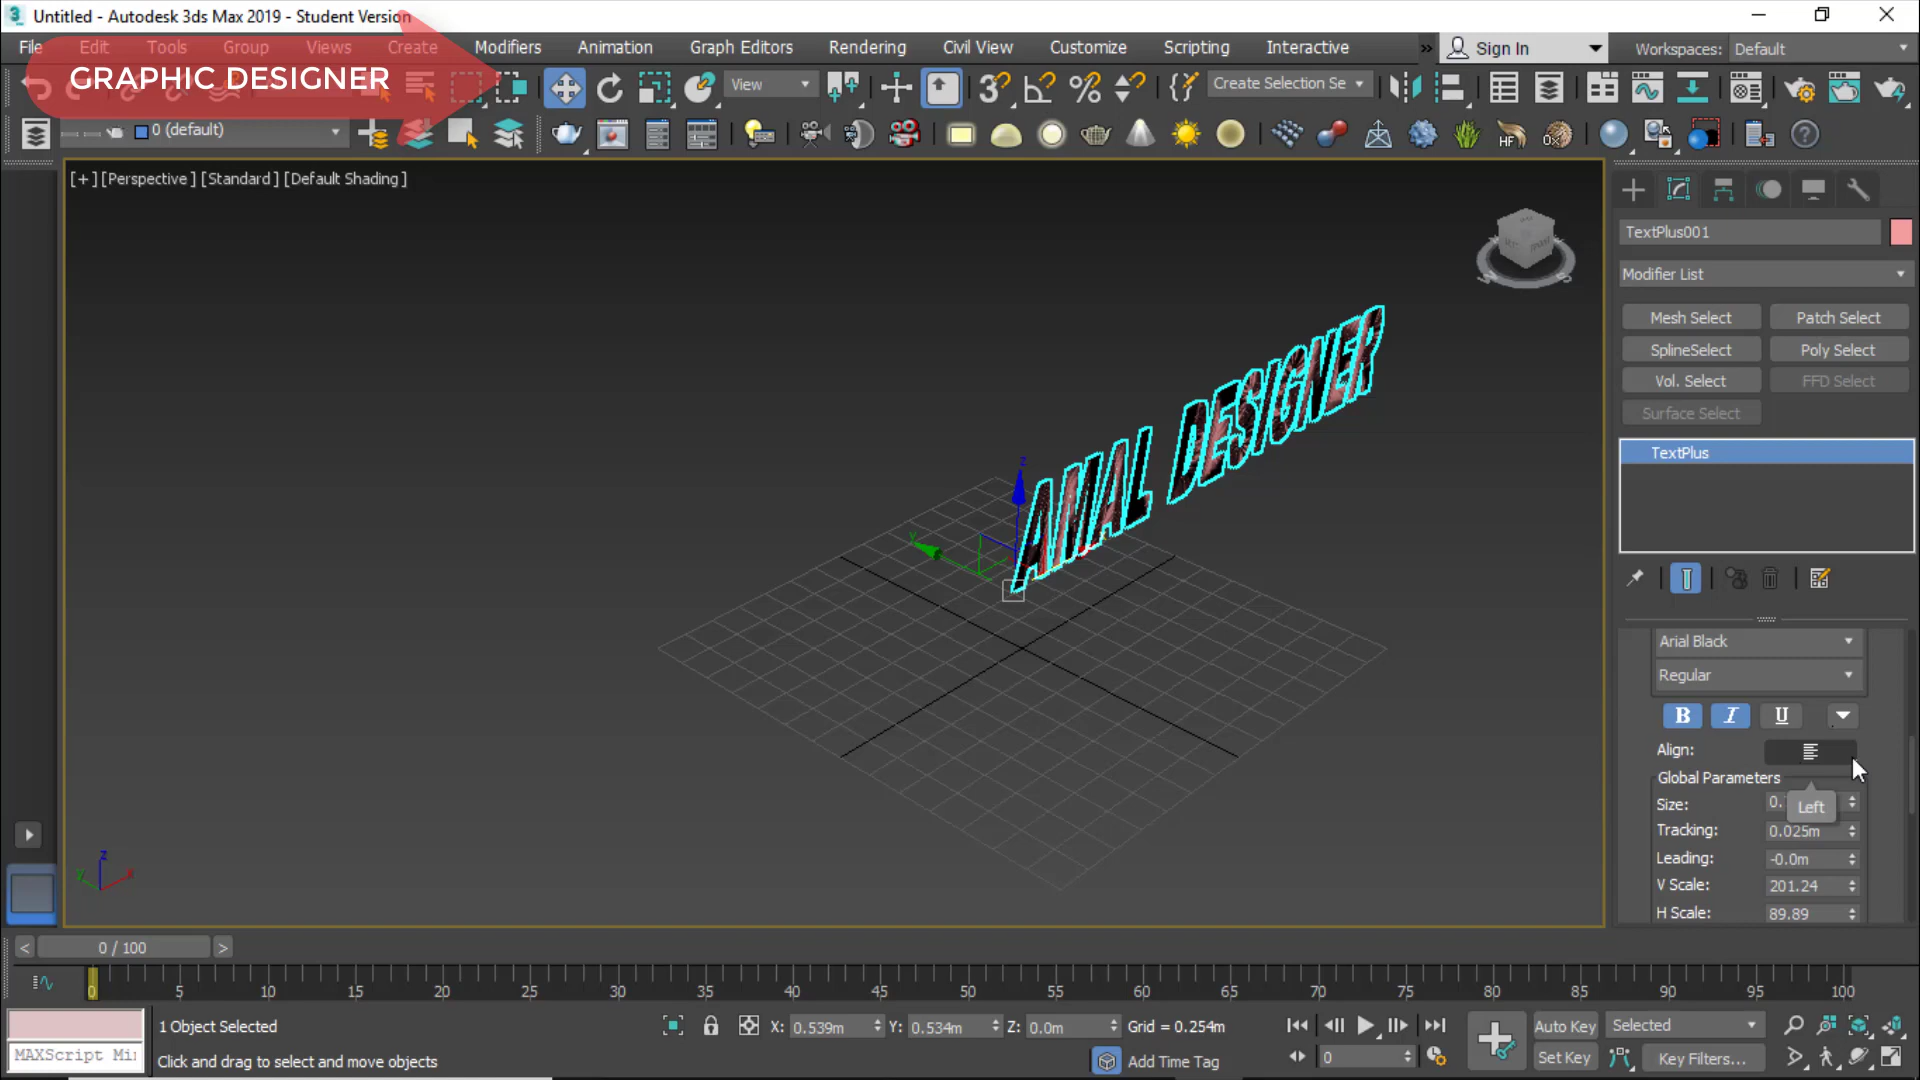 Untitled - Autodesk 3ds Max 2019 - Student Version
File Edit Tools Group Views Create Modifiers Animation Graph Editors Rendering Civil View Customize Scripting Interactive » Sign In Workspaces: Default
GRAPHIC DESIGNER
View
Create Selection Se
0 (default)
HF
OX
[+] [Perspective] [Standard] [Default Shading]
TextPlus001
Modifier List
Mesh Select Patch Select
SplineSelect Poly Select
Vol. Select FFD Select
Surface Select
TextPlus
AMAL DESIGNER
z
y
Arial Black
Regular
B I U
Align:
Global Parameters
Size: 0.
Left
Tracking: 0.025m
Leading: -0.0m
V Scale: 201.24
H Scale: 89.89
z
y x
< 0 / 100 >
0 5 10 15 20 25 30 35 40 45 50 55 60 65 70 75 80 85 90 95 100
1 Object Selected X: 0.539m Y: 0.534m Z: 0.0m Grid = 0.254m Auto Key Selected
MAXScript Mi Click and drag to select and move objects Add Time Tag 0 Set Key Key Filters...